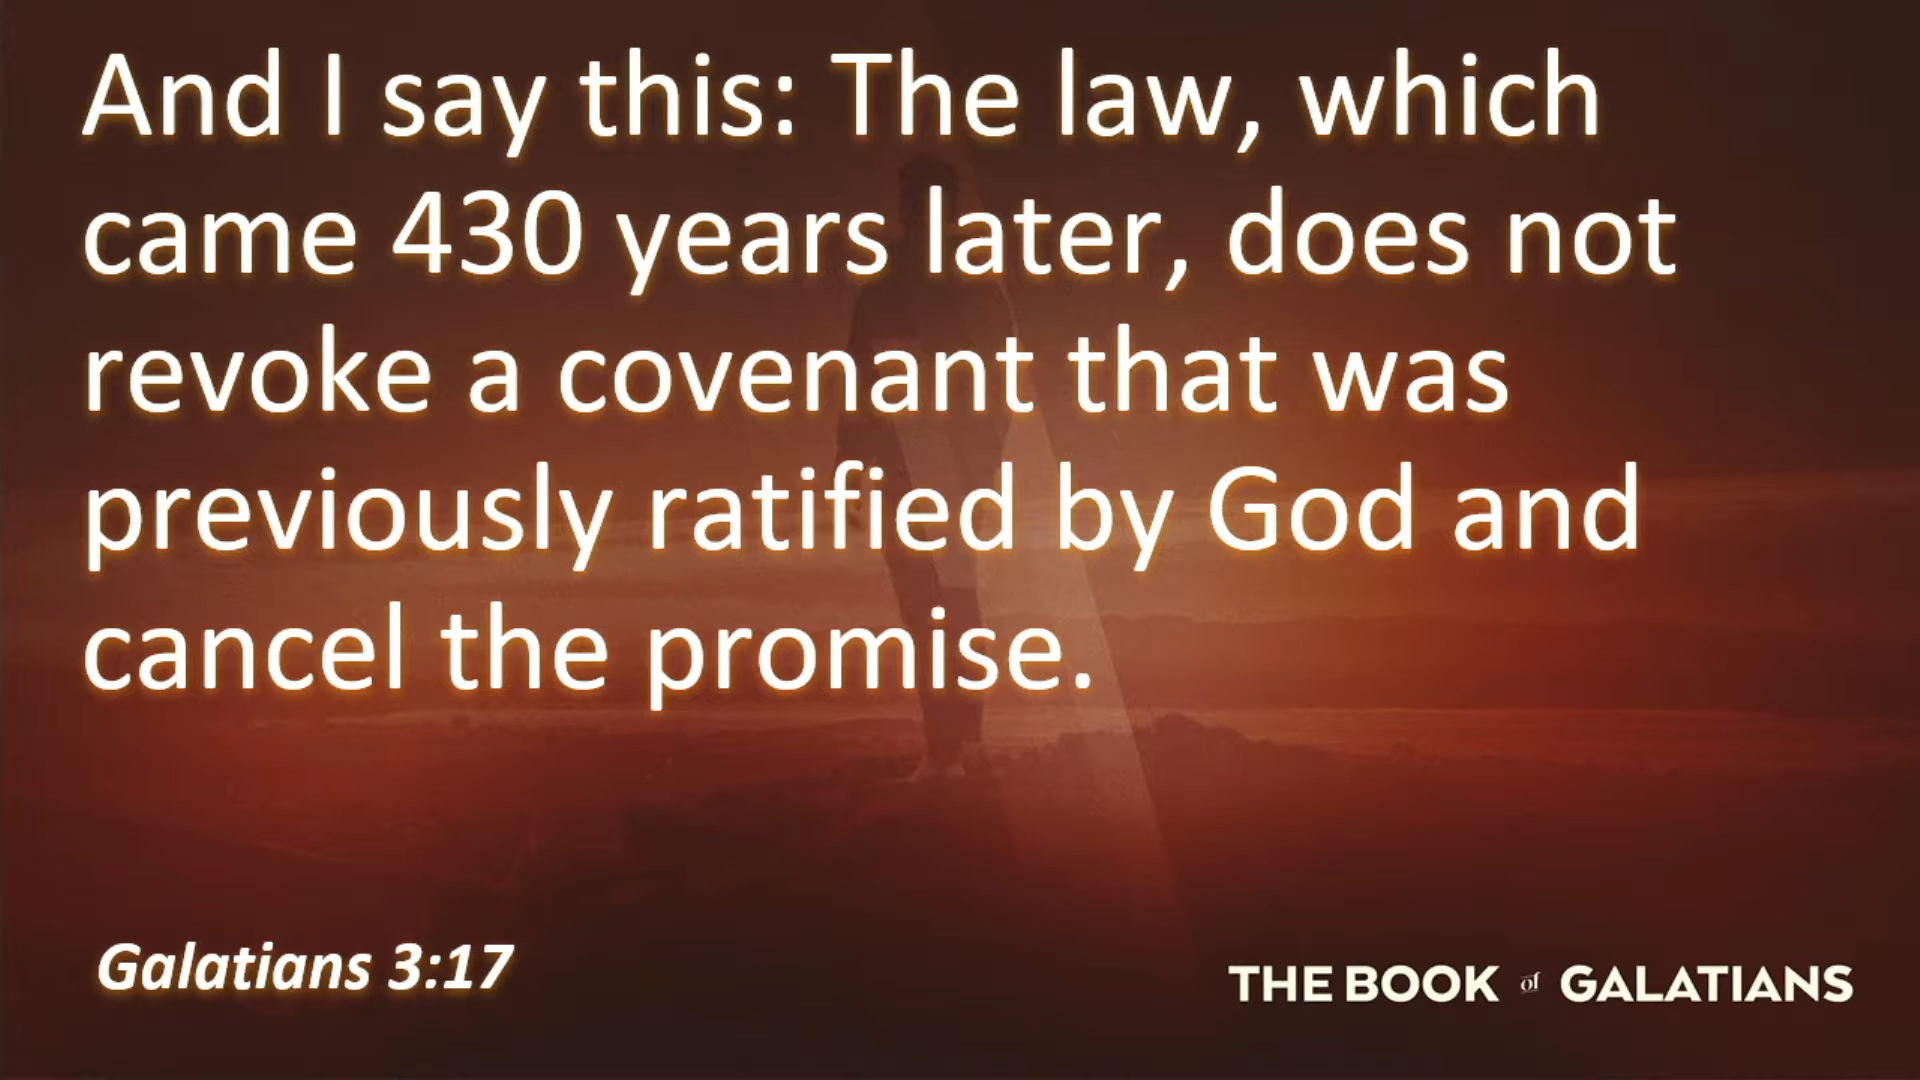 And I say this: The law, which
came 430 years later, does not
revoke a covenant that was
previously ratified by God and
cancel the promise.
Galatians 3:17
THE BOOK of GALATIANS